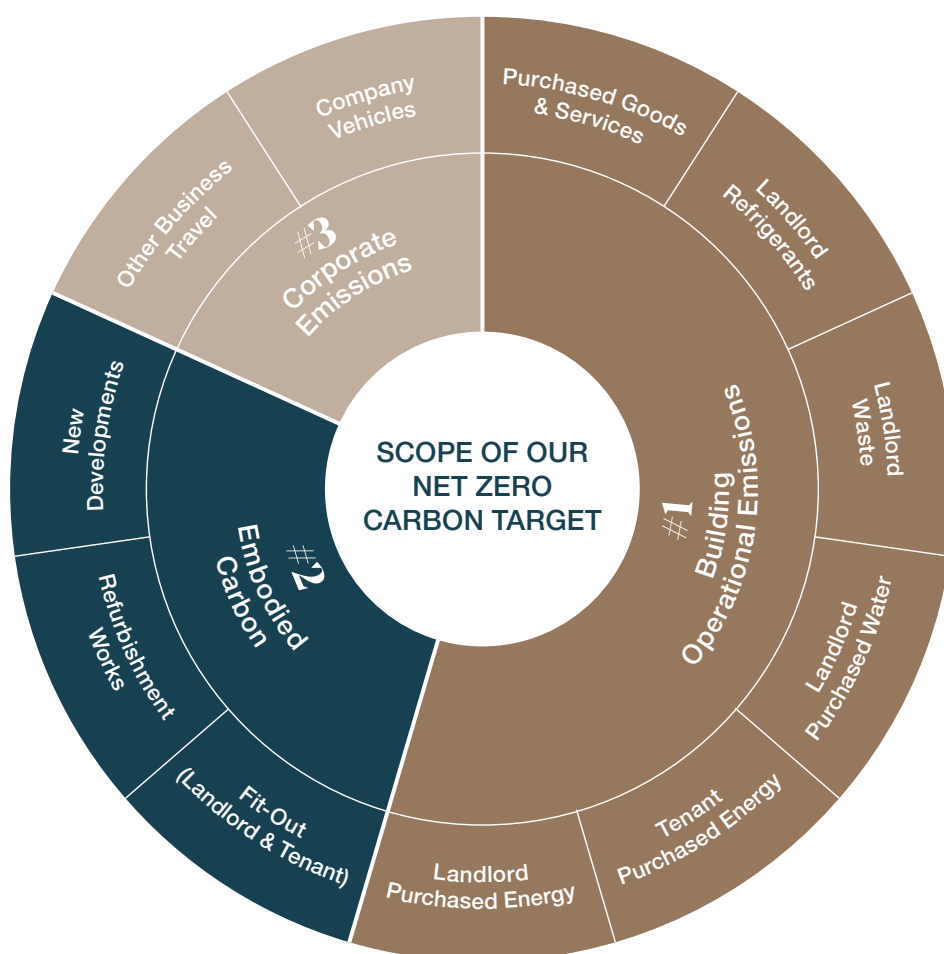 SCOPE OF OUR
NET ZERO
CARBON TARGET
#1
Building
Operational Emissions
Purchased Goods
& Services
Landlord
Refrigerants
Landlord
Waste
Landlord
Purchased Water
Tenant
Purchased Energy
Landlord
Purchased Energy
#2
Embodied
Carbon
Fit-Out
(Landlord & Tenant)
Refurbishment
Works
New
Developments
#3
Corporate
Emissions
Other Business
Travel
Company
Vehicles